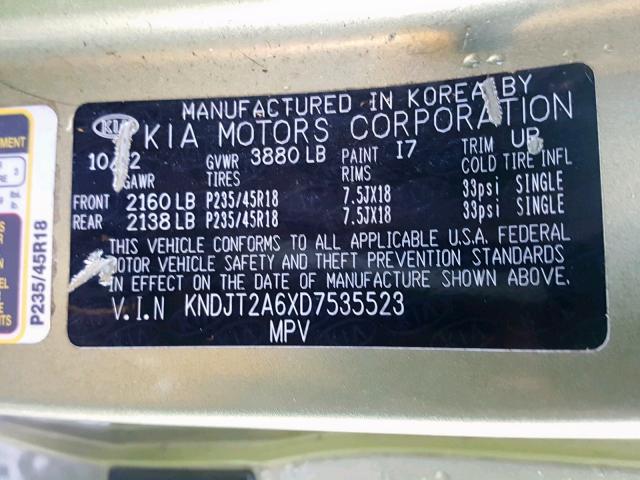 MANUFACTURED IN KOREA BY
KIA KIA MOTORS CORPORATION
GVWR 3880 LB PAINT I7 TRIM UP
GAWR TIRES RIMS COLD TIRE INFL
FRONT 2160 LB P235/45R18 7.5JX18 33psi SINGLE
REAR 2138 LB P235/45R18 7.5JX18 33psi SINGLE
THIS VEHICLE CONFORMS TO ALL APPLICABLE U.S.A. FEDERAL
MOTOR VEHICLE SAFETY AND THEFT PREVENTION STANDARDS
IN EFFECT ON THE DATE OF MANUFACTURE SHOWN ABOVE.
V.I.N KNDJT2A6XD7535523
MPV
P235/45R18